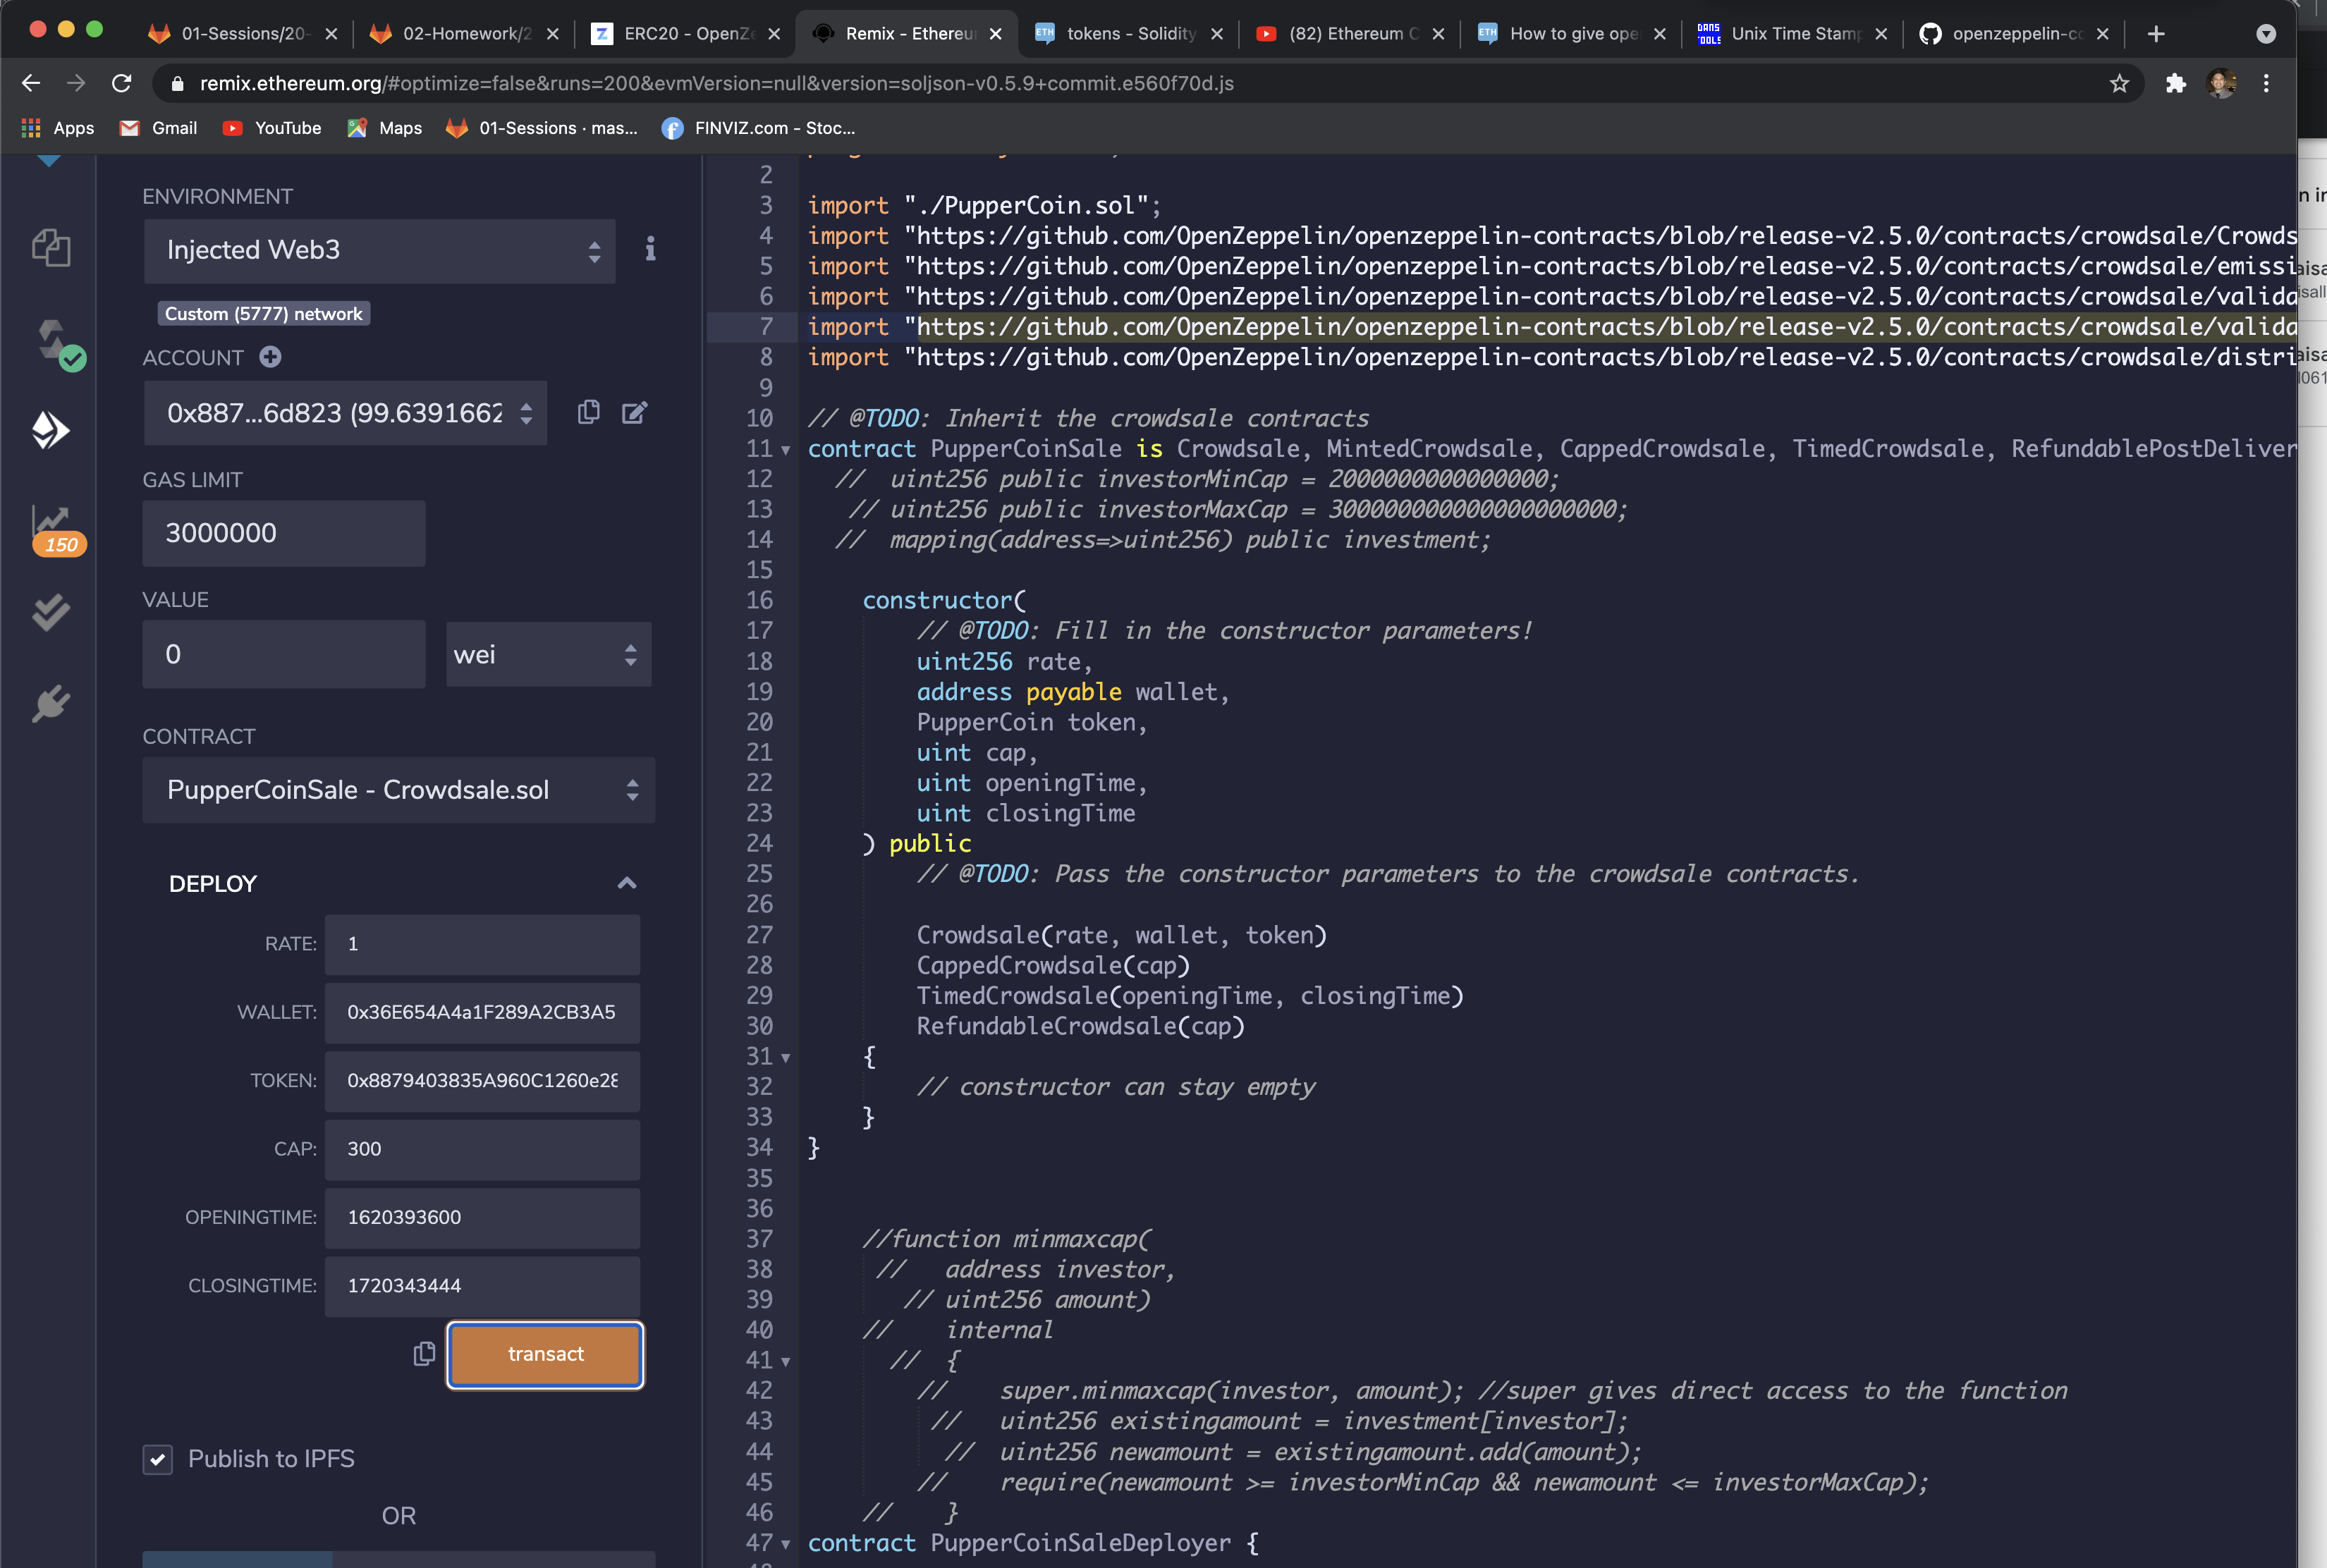 01-Sessions/20-
02-Homework/2
ERC20 - OpenZe
Remix - Ethereum
tokens - Solidity
(82) Ethereum C
How to give ope
Unix Time Stamp
openzeppelin-co
remix.ethereum.org/#optimize=false&runs=200&evmVersion=null&version=soljson-v0.5.9+commit.e560f70d.js
Apps
Gmail
YouTube
Maps
01-Sessions · mas...
FINVIZ.com - Stoc...
ENVIRONMENT
Injected Web3
Custom (5777) network
ACCOUNT
0x887...6d823 (99.6391662
GAS LIMIT
3000000
VALUE
0
wei
CONTRACT
PupperCoinSale - Crowdsale.sol
DEPLOY
RATE: 1
WALLET: 0x36E654A4a1F289A2CB3A5
TOKEN: 0x8879403835A960C1260e28
CAP: 300
OPENINGTIME: 1620393600
CLOSINGTIME: 1720343444
transact
Publish to IPFS
OR
150
2
3 import "./PupperCoin.sol";
4 import "https://github.com/OpenZeppelin/openzeppelin-contracts/blob/release-v2.5.0/contracts/crowdsale/Crowds
5 import "https://github.com/OpenZeppelin/openzeppelin-contracts/blob/release-v2.5.0/contracts/crowdsale/emissi
6 import "https://github.com/OpenZeppelin/openzeppelin-contracts/blob/release-v2.5.0/contracts/crowdsale/valida
7 import "https://github.com/OpenZeppelin/openzeppelin-contracts/blob/release-v2.5.0/contracts/crowdsale/valida
8 import "https://github.com/OpenZeppelin/openzeppelin-contracts/blob/release-v2.5.0/contracts/crowdsale/distri
9
10 // @TODO: Inherit the crowdsale contracts
11 contract PupperCoinSale is Crowdsale, MintedCrowdsale, CappedCrowdsale, TimedCrowdsale, RefundablePostDeliver
12 // uint256 public investorMinCap = 2000000000000000;
13 // uint256 public investorMaxCap = 300000000000000000000;
14 // mapping(address=>uint256) public investment;
15
16 constructor(
17 // @TODO: Fill in the constructor parameters!
18 uint256 rate,
19 address payable wallet,
20 PupperCoin token,
21 uint cap,
22 uint openingTime,
23 uint closingTime
24 ) public
25 // @TODO: Pass the constructor parameters to the crowdsale contracts.
26
27 Crowdsale(rate, wallet, token)
28 CappedCrowdsale(cap)
29 TimedCrowdsale(openingTime, closingTime)
30 RefundableCrowdsale(cap)
31 {
32 // constructor can stay empty
33 }
34 }
35
36
37 //function minmaxcap(
38 // address investor,
39 // uint256 amount)
40 // internal
41 // {
42 // super.minmaxcap(investor, amount); //super gives direct access to the function
43 // uint256 existingamount = investment[investor];
44 // uint256 newamount = existingamount.add(amount);
45 // require(newamount >= investorMinCap && newamount <= investorMaxCap);
46 // }
47 contract PupperCoinSaleDeployer {